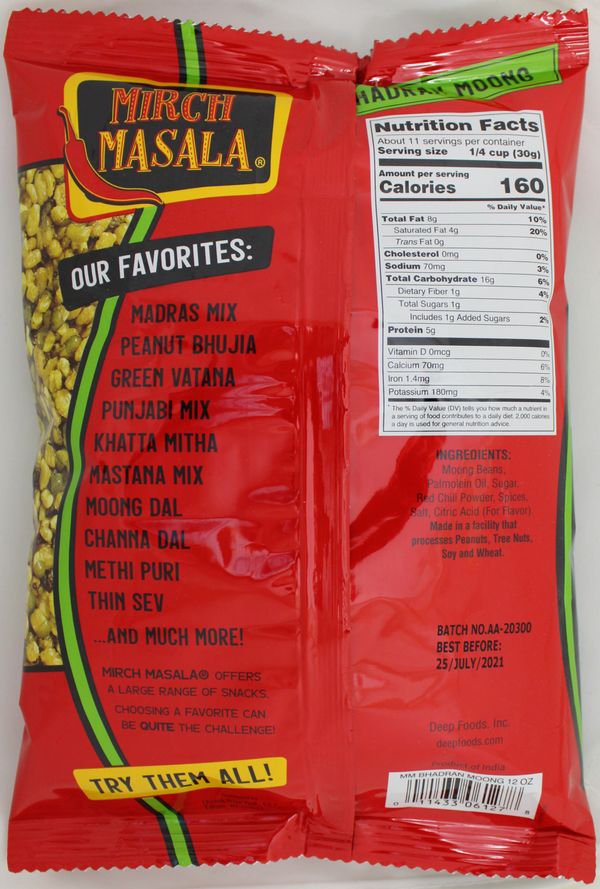 MIRCH
MASALA®
OUR FAVORITES:
MADRAS MIX
PEANUT BHUJIA
GREEN VATANA
PUNJABI MIX
KHATTA MITHA
MASTANA MIX
MOONG DAL
CHANNA DAL
METHI PURI
THIN SEV
...AND MUCH MORE!
MIRCH MASALA® OFFERS
A LARGE RANGE OF SNACKS.
CHOOSING A FAVORITE CAN
BE QUITE THE CHALLENGE!
TRY THEM ALL!
HADRAN MOONG
Nutrition Facts
About 11 servings per container
Serving size 1/4 cup (30g)
Amount per serving
Calories 160
% Daily Value*
Total Fat 8g 10%
Saturated Fat 4g 20%
Trans Fat 0g
Cholesterol 0mg 0%
Sodium 70mg 3%
Total Carbohydrate 16g 6%
Dietary Fiber 1g 4%
Total Sugars 1g
Includes 1g Added Sugars 2%
Protein 5g
Vitamin D 0mcg 0%
Calcium 70mg 6%
Iron 1.4mg 8%
Potassium 180mg 4%
* The % Daily Value (DV) tells you how much a nutrient in
a serving of food contributes to a daily diet. 2,000 calories
a day is used for general nutrition advice.
INGREDIENTS:
Moong Beans,
Palmolein Oil, Sugar,
Red Chili Powder, Spices,
Salt, Citric Acid (For Flavor)
Made in a facility that
processes Peanuts, Tree Nuts,
Soy and Wheat.
BATCH NO.AA-20300
BEST BEFORE:
25/JULY/2021
Deep Foods, Inc.
deepfoods.com
Product of India
MM BHADRAN MOONG 12 OZ
0 11433 06127 8